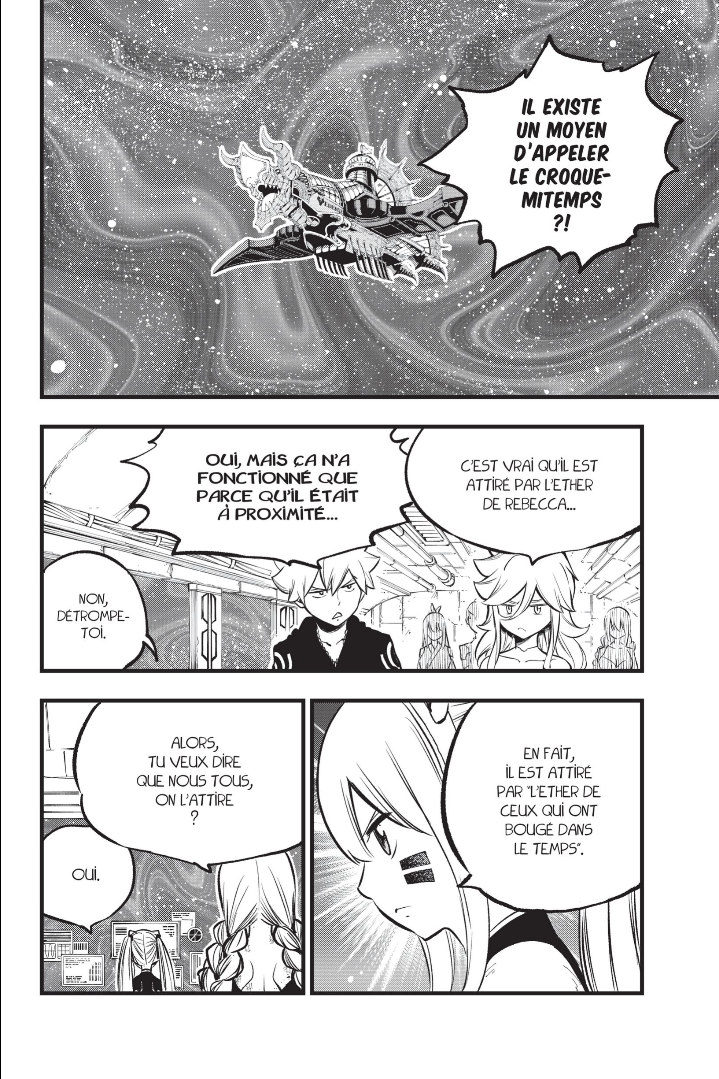 IL EXISTE
UN MOYEN
D'APPELER
LE CROQUE-
MITEMPS
?!
C'EST VRAI QU'IL EST
ATTIRÉ PAR L'ETHER
DE REBECCA...
OUI, MAIS ÇA N'A
FONCTIONNÉ QUE
PARCE QU'IL ÉTAIT
À PROXIMITÉ...
NON,
DÉTROMPE-
TOI.
EN FAIT,
IL EST ATTIRÉ
PAR "L'ETHER DE
CEUX QUI ONT
BOUGÉ DANS
LE TEMPS".
ALORS,
TU VEUX DIRE
QUE NOUS TOUS,
ON L'ATTIRE
?
OUI.